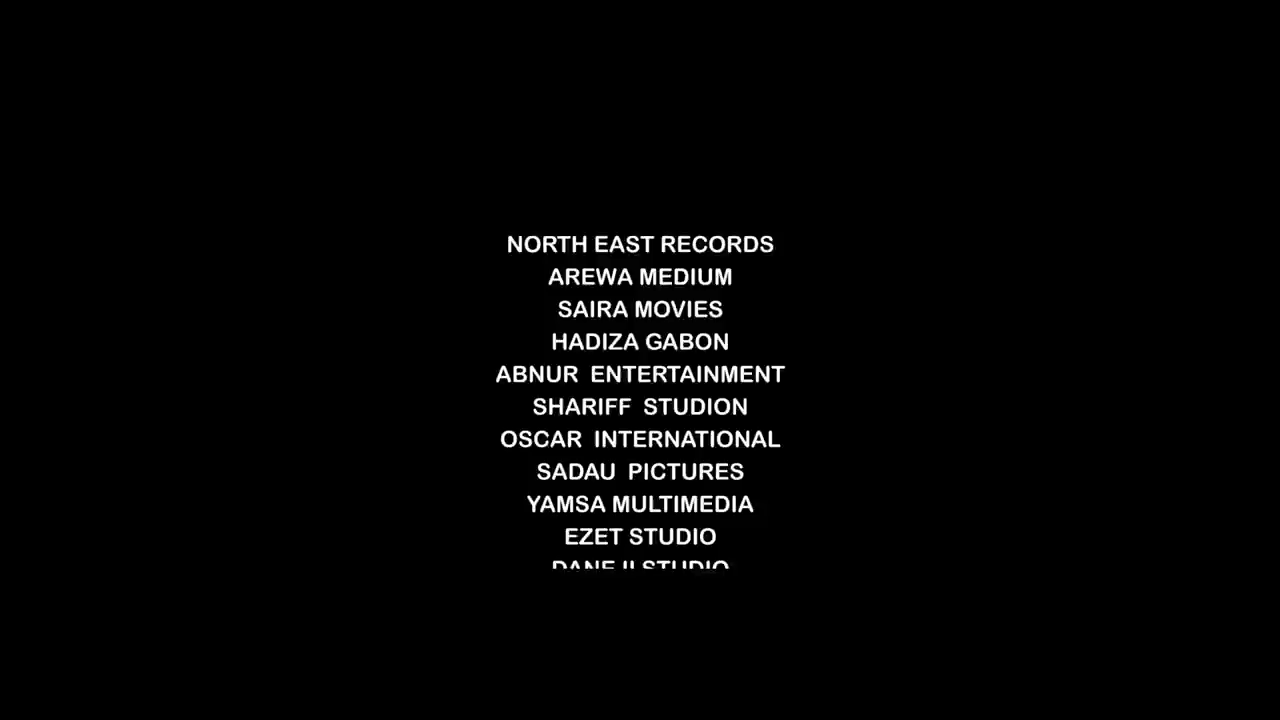 NORTH EAST RECORDS
AREWA MEDIUM
SAIRA MOVIES
HADIZA GABON
ABNUR ENTERTAINMENT
SHARIFF STUDION
OSCAR INTERNATIONAL
SADAU PICTURES
YAMSA MULTIMEDIA
EZET STUDIO
STUDIO